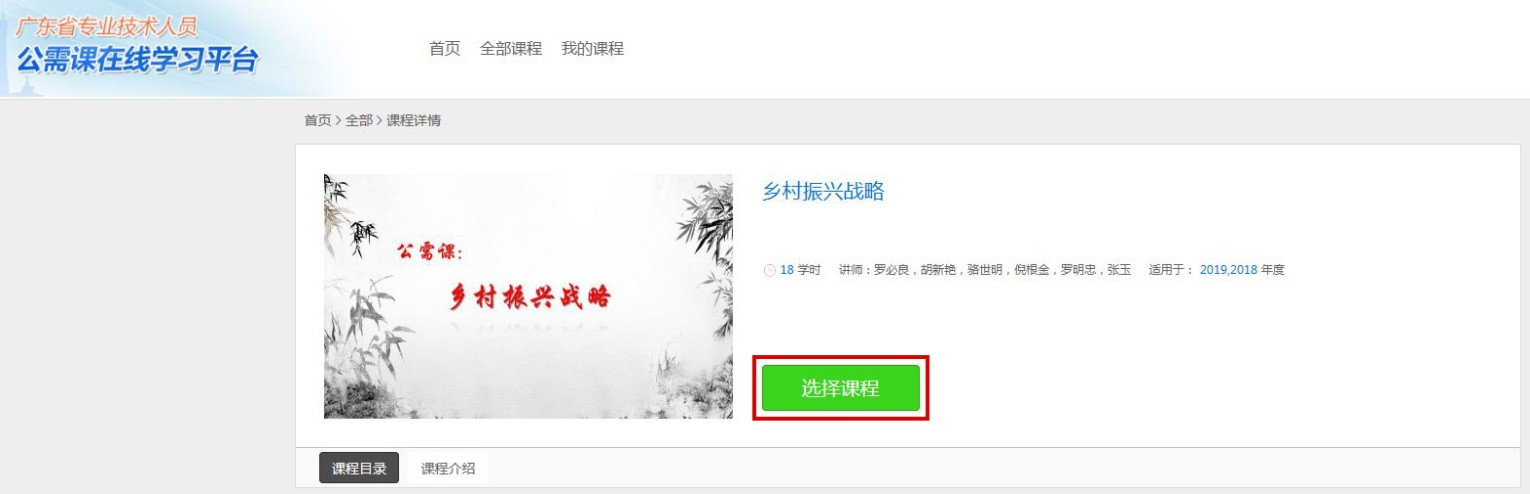 广东省专业技术人员
公需课在线学习平台
首页 全部课程 我的课程
首页 > 全部 > 课程详情
公需课:
乡村振兴战略
乡村振兴战略
18 学时 讲师：罗必良，胡新艳，骆世明，倪根金，罗明忠，张玉 适用于： 2019,2018 年度
选择课程
课程目录 课程介绍